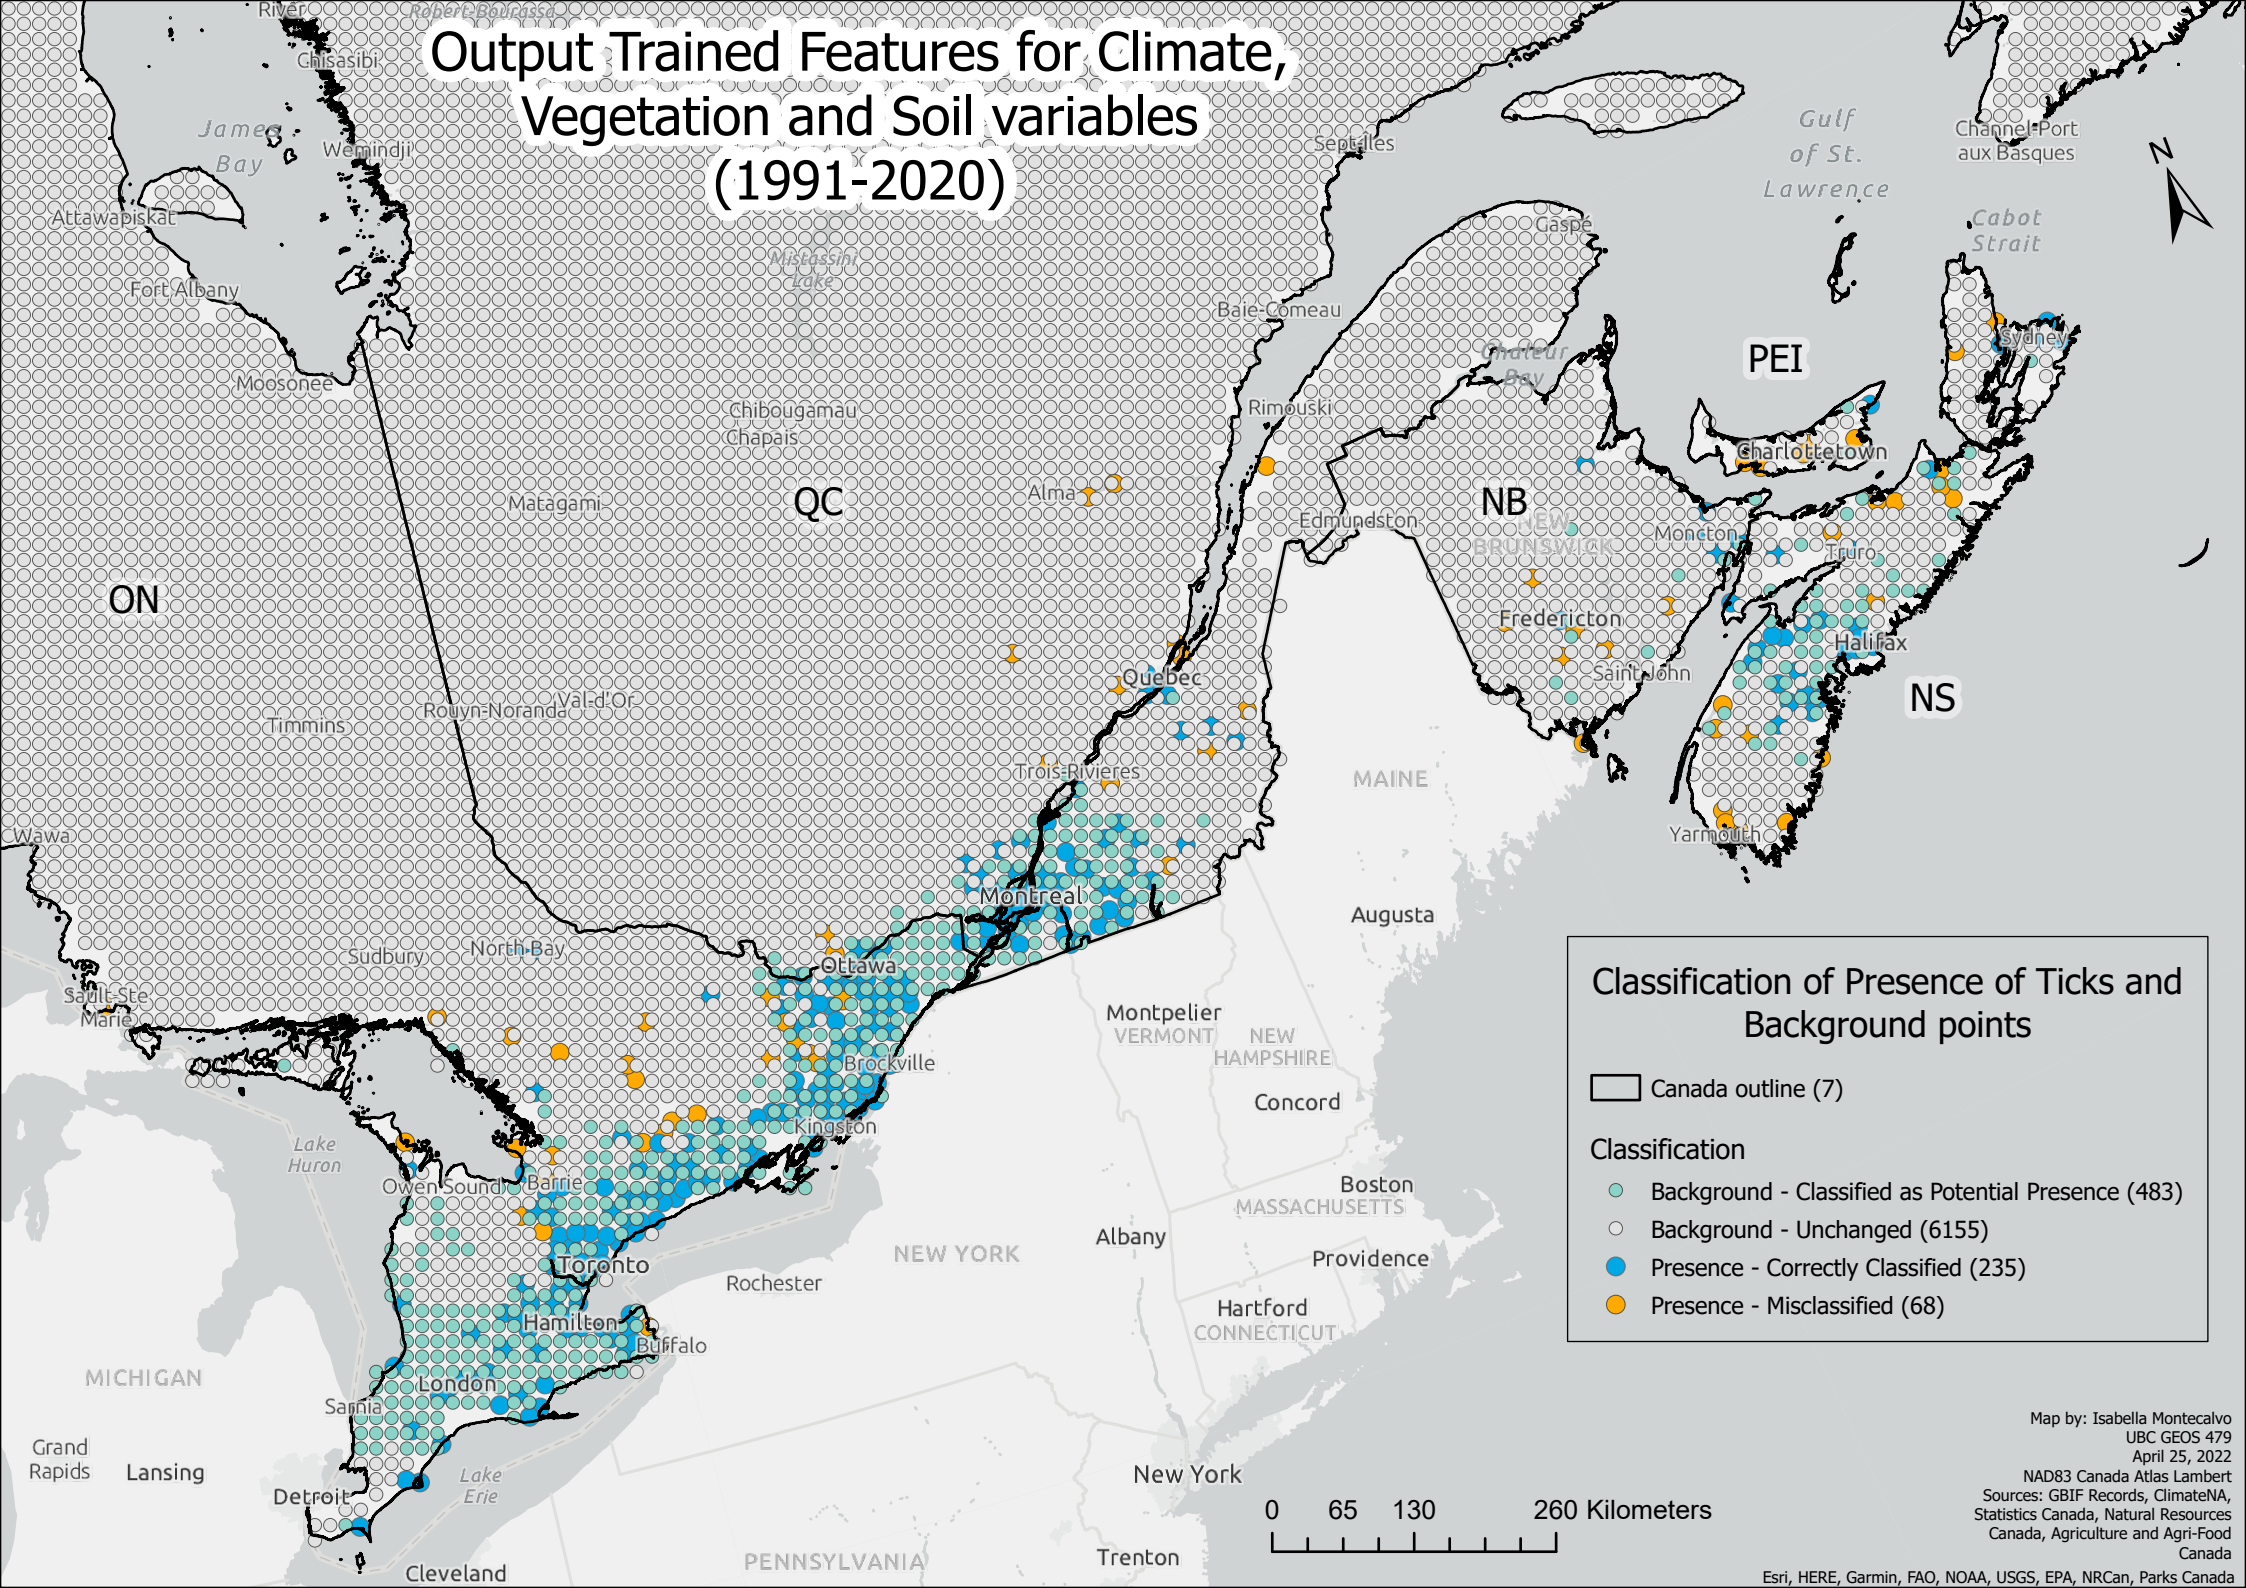 Output Trained Features for Climate,
Vegetation and Soil variables
(1991-2020)
River
Robert-Bourassa
Chisasibi
James
Bay
Wemindji
Attawapiskat
Fort Albany
Moosonee
Mistassini
Lake
Chibougamau
Chapais
Matagami
QC
ON
Alma
Sept-Îles
Gulf
of St.
Lawrence
Channel-Port
aux Basques
N
Cabot
Strait
Gaspé
Baie-Comeau
Chaleur
Bay
Rimouski
PEI
Sydney
Charlottetown
NB
NEW
BRUNSWICK
Edmundston
Moncton
Truro
Fredericton
Halifax
Saint John
NS
Yarmouth
Quebec
Trois-Rivieres
Rouyn-Noranda
Val-d'Or
Timmins
Wawa
Sudbury
North Bay
Sault-Ste
Marie
Montreal
Ottawa
Brockville
Kingston
MAINE
Augusta
Montpelier
VERMONT
NEW
HAMPSHIRE
Concord
Lake
Huron
Owen Sound
Barrie
Toronto
Hamilton
Buffalo
Rochester
NEW YORK
Albany
Boston
MASSACHUSETTS
Providence
Hartford
CONNECTICUT
MICHIGAN
London
Sarnia
Grand
Rapids
Lansing
Detroit
Lake
Erie
Cleveland
PENNSYLVANIA
New York
Trenton
Classification of Presence of Ticks and
Background points
Canada outline (7)
Classification
Background - Classified as Potential Presence (483)
Background - Unchanged (6155)
Presence - Correctly Classified (235)
Presence - Misclassified (68)
0 65 130 260 Kilometers
Map by: Isabella Montecalvo
UBC GEOS 479
April 25, 2022
NAD83 Canada Atlas Lambert
Sources: GBIF Records, ClimateNA,
Statistics Canada, Natural Resources
Canada, Agriculture and Agri-Food
Canada
Esri, HERE, Garmin, FAO, NOAA, USGS, EPA, NRCan, Parks Canada